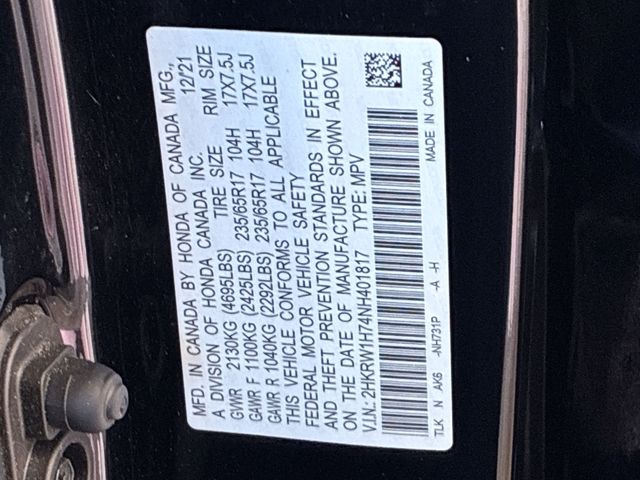 MFD. IN CANADA BY HONDA OF CANADA MFG.,
A DIVISION OF HONDA CANADA INC. 12/21
GVWR 2130KG (4695LBS) TIRE SIZE RIM SIZE
GAWR F 1100KG (2425LBS) 235/65R17 104H 17X7.5J
GAWR R 1040KG (2292LBS) 235/65R17 104H 17X7.5J
THIS VEHICLE CONFORMS TO ALL APPLICABLE
FEDERAL MOTOR VEHICLE SAFETY
AND THEFT PREVENTION STANDARDS IN EFFECT
ON THE DATE OF MANUFACTURE SHOWN ABOVE.
V.I.N.: 2HKRW1H74NH401817 TYPE: MPV
TLK N AK6 -NH731P -A -H MADE IN CANADA